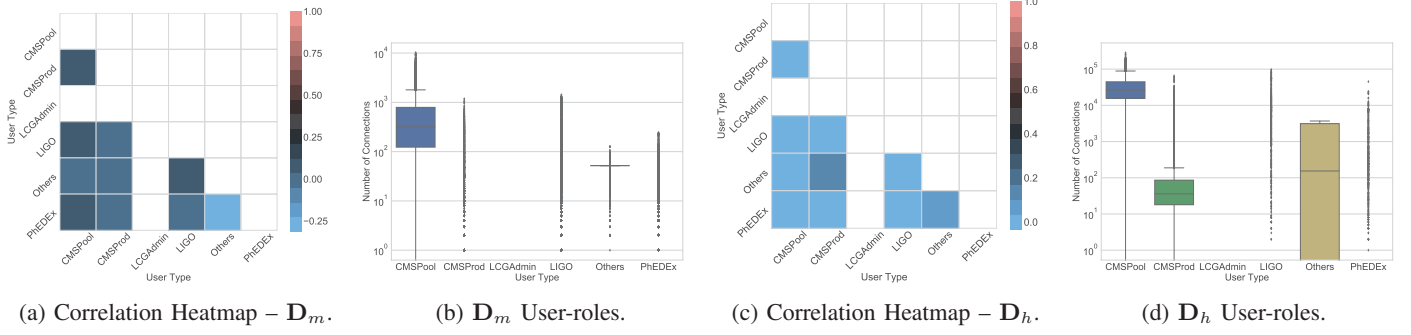 CMSPool
CMSProd
LCGAdmin
LIGO
Others
PhEDEx
User Type
CMSPool
CMSProd
LCGAdmin
LIGO
Others
PhEDEx
User Type
1.00
0.75
0.50
0.25
0.00
−0.25
(a) Correlation Heatmap – D_m.
Number of Connections
10^4
10^3
10^2
10^1
10^0
CMSPool CMSProd LCGAdmin LIGO Others PhEDEx
User Type
(b) D_m User-roles.
CMSPool
CMSProd
LCGAdmin
LIGO
Others
PhEDEx
User Type
CMSPool
CMSProd
LCGAdmin
LIGO
Others
PhEDEx
User Type
1.0
0.8
0.6
0.4
0.2
0.0
(c) Correlation Heatmap – D_h.
Number of Connections
10^5
10^4
10^3
10^2
10^1
10^0
CMSPool CMSProd LCGAdmin LIGO Others PhEDEx
User Type
(d) D_h User-roles.